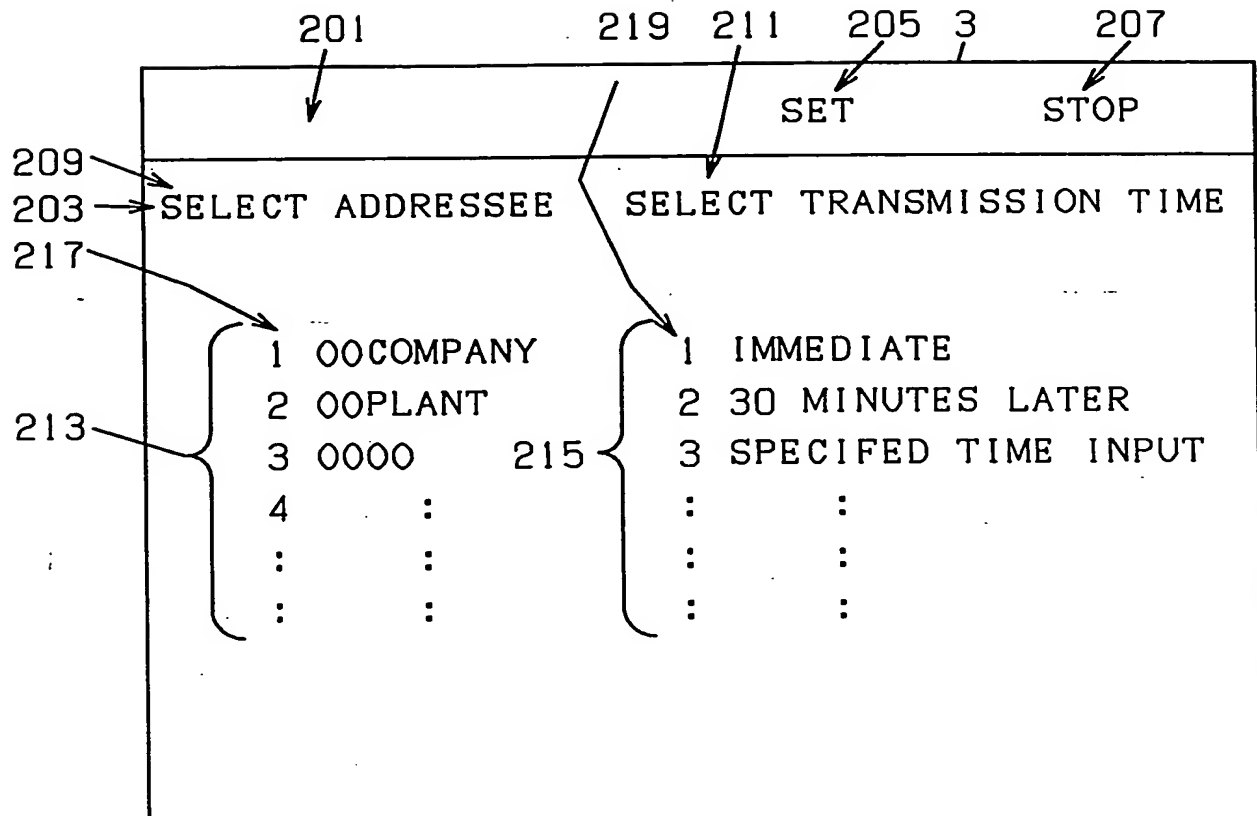 201 219 211 205 3 207
SET STOP
209
203 SELECT ADDRESSEE SELECT TRANSMISSION TIME
217
1 OOCOMPANY 1 IMMEDIATE
2 OOPLANT 2 30 MINUTES LATER
213 3 OOOO 215 3 SPECIFED TIME INPUT
4 : : :
: : : :
: : : :